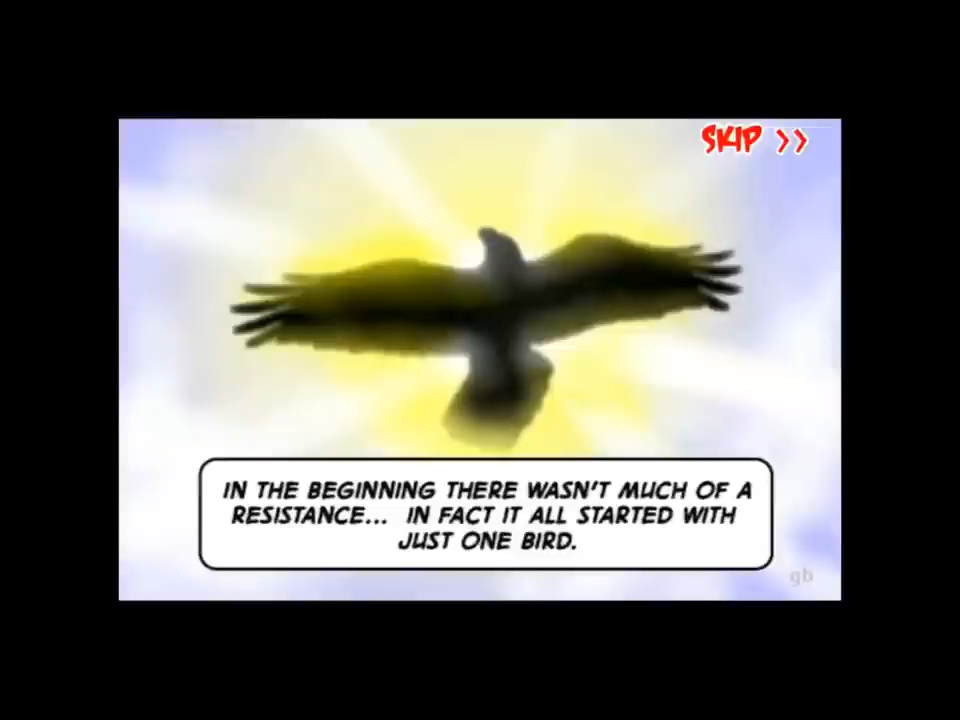 SKIP >>
IN THE BEGINNING THERE WASN'T MUCH OF A
RESISTANCE... IN FACT IT ALL STARTED WITH
JUST ONE BIRD.
gb